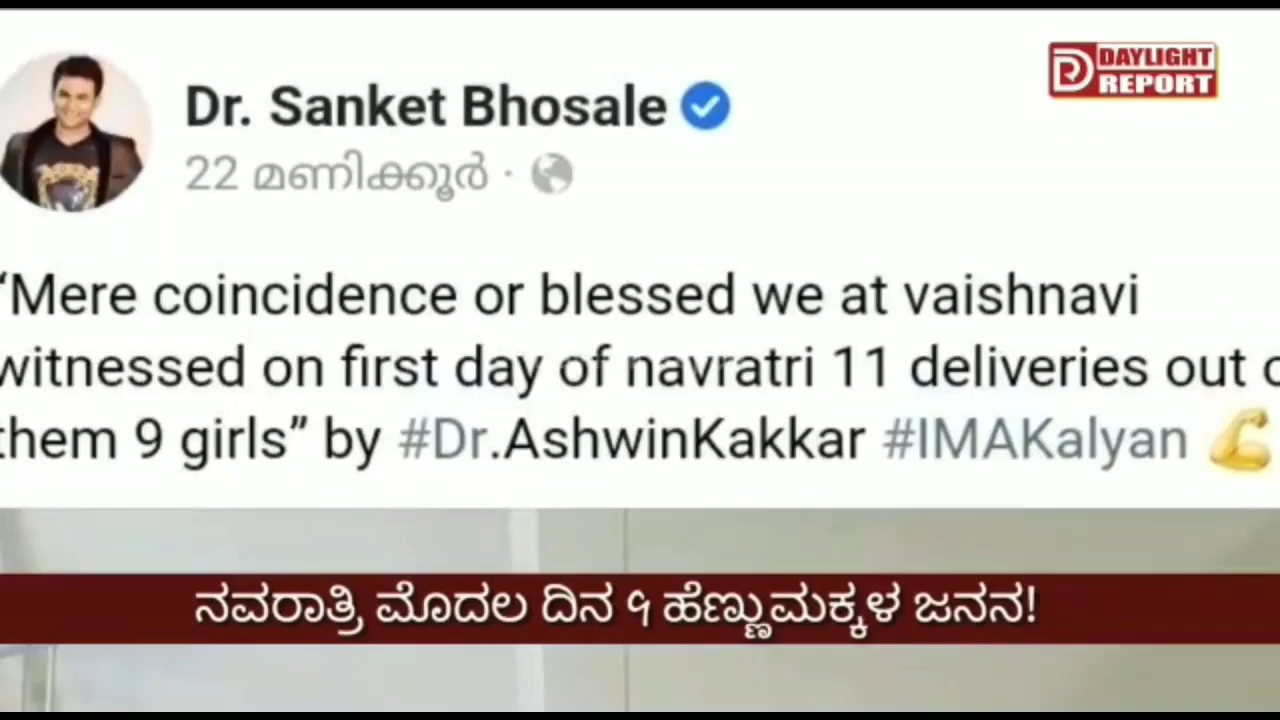 DAYLIGHT
REPORT
Dr. Sanket Bhosale
22 മണിക്കൂർ ·
“Mere coincidence or blessed we at vaishnavi
witnessed on first day of navratri 11 deliveries out
them 9 girls” by #Dr.AshwinKakkar #IMAKalyan 💪
ನವರಾತ್ರಿ ಮೊದಲ ದಿನ ೯ ಹೆಣ್ಣುಮಕ್ಕಳ ಜನನ!